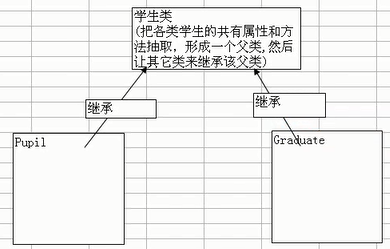 学生类
(把各类学生的共有属性和方
法抽取，形成一个父类,然后
让其它类来继承该父类)
继承
继承
Pupil
Graduate